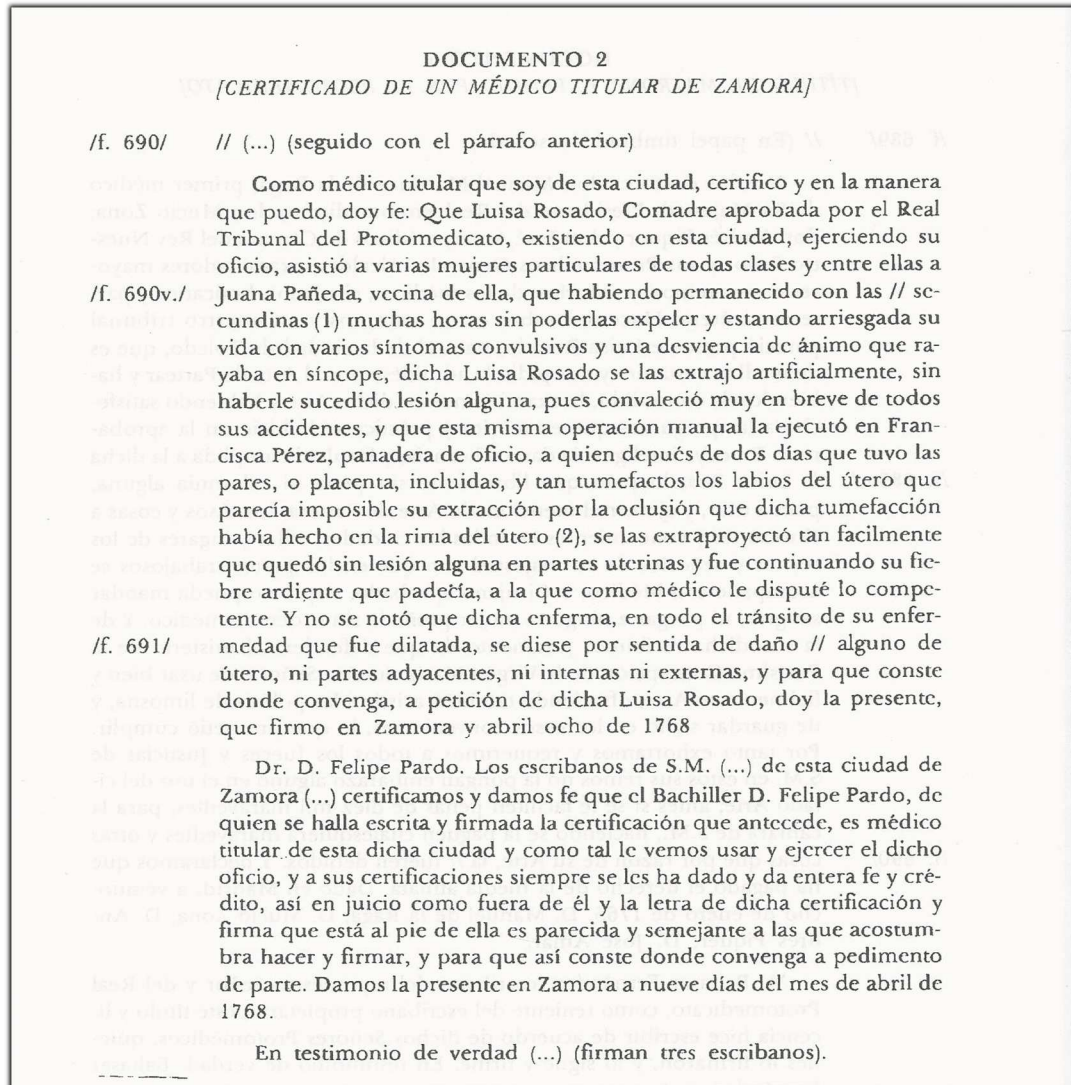 DOCUMENTO 2
[CERTIFICADO DE UN MÉDICO TITULAR DE ZAMORA]
/f. 690/ // (...) (seguido con el párrafo anterior)
Como médico titular que soy de esta ciudad, certifico y en la manera
que puedo, doy fe: Que Luisa Rosado, Comadre aprobada por el Real
Tribunal del Protomedicato, existiendo en esta ciudad, ejerciendo su
oficio, asistió a varias mujeres particulares de todas clases y entre ellas a
/f. 690v./ Juana Pañeda, vecina de ella, que habiendo permanecido con las // se-
cundinas (1) muchas horas sin poderlas expeler y estando arriesgada su
vida con varios síntomas convulsivos y una desviencia de ánimo que ra-
yaba en síncope, dicha Luisa Rosado se las extrajo artificialmente, sin
haberle sucedido lesión alguna, pues convaleció muy en breve de todos
sus accidentes, y que esta misma operación manual la ejecutó en Fran-
cisca Pérez, panadera de oficio, a quien depués de dos días que tuvo las
pares, o placenta, incluidas, y tan tumefactos los labios del útero que
parecía imposible su extracción por la oclusión que dicha tumefacción
había hecho en la rima del útero (2), se las extraproyectó tan facilmente
que quedó sin lesión alguna en partes uterinas y fue continuando su fie-
bre ardiente que padecía, a la que como médico le disputé lo compe-
tente. Y no se notó que dicha enferma, en todo el tránsito de su enfer-
/f. 691/ medad que fue dilatada, se diese por sentida de daño // alguno de
útero, ni partes adyacentes, ni internas ni externas, y para que conste
donde convenga, a petición de dicha Luisa Rosado, doy la presente,
que firmo en Zamora y abril ocho de 1768
Dr. D. Felipe Pardo. Los escribanos de S.M. (...) de esta ciudad de
Zamora (...) certificamos y damos fe que el Bachiller D. Felipe Pardo, de
quien se halla escrita y firmada la certificación que antecede, es médico
titular de esta dicha ciudad y como tal le vemos usar y ejercer el dicho
oficio, y a sus certificaciones siempre se les ha dado y da entera fe y cré-
dito, así en juicio como fuera de él y la letra de dicha certificación y
firma que está al pie de ella es parecida y semejante a las que acostum-
bra hacer y firmar, y para que así conste donde convenga a pedimento
de parte. Damos la presente en Zamora a nueve días del mes de abril de
1768.
En testimonio de verdad (...) (firman tres escribanos).